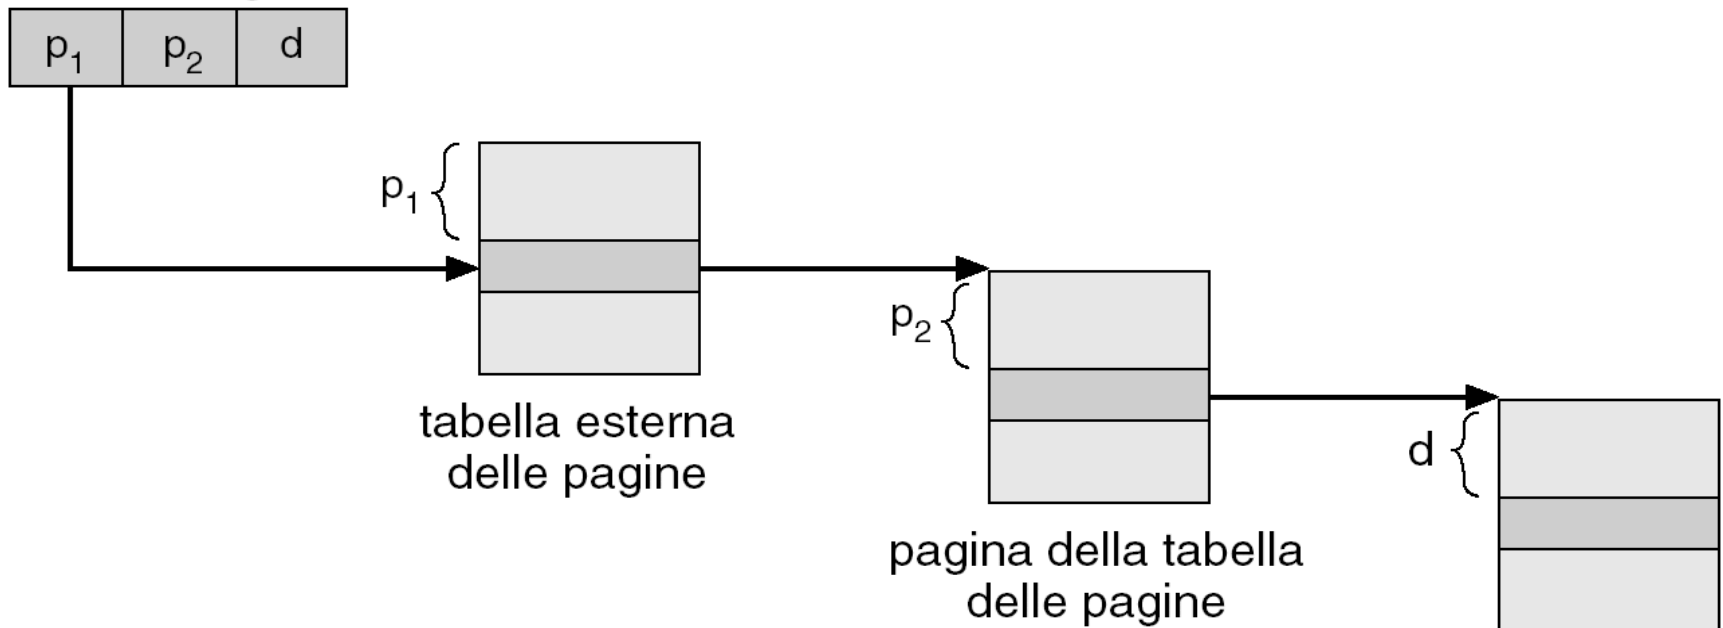 p₁ p₂ d
p₁
tabella esterna
delle pagine
p₂
pagina della tabella
delle pagine
d